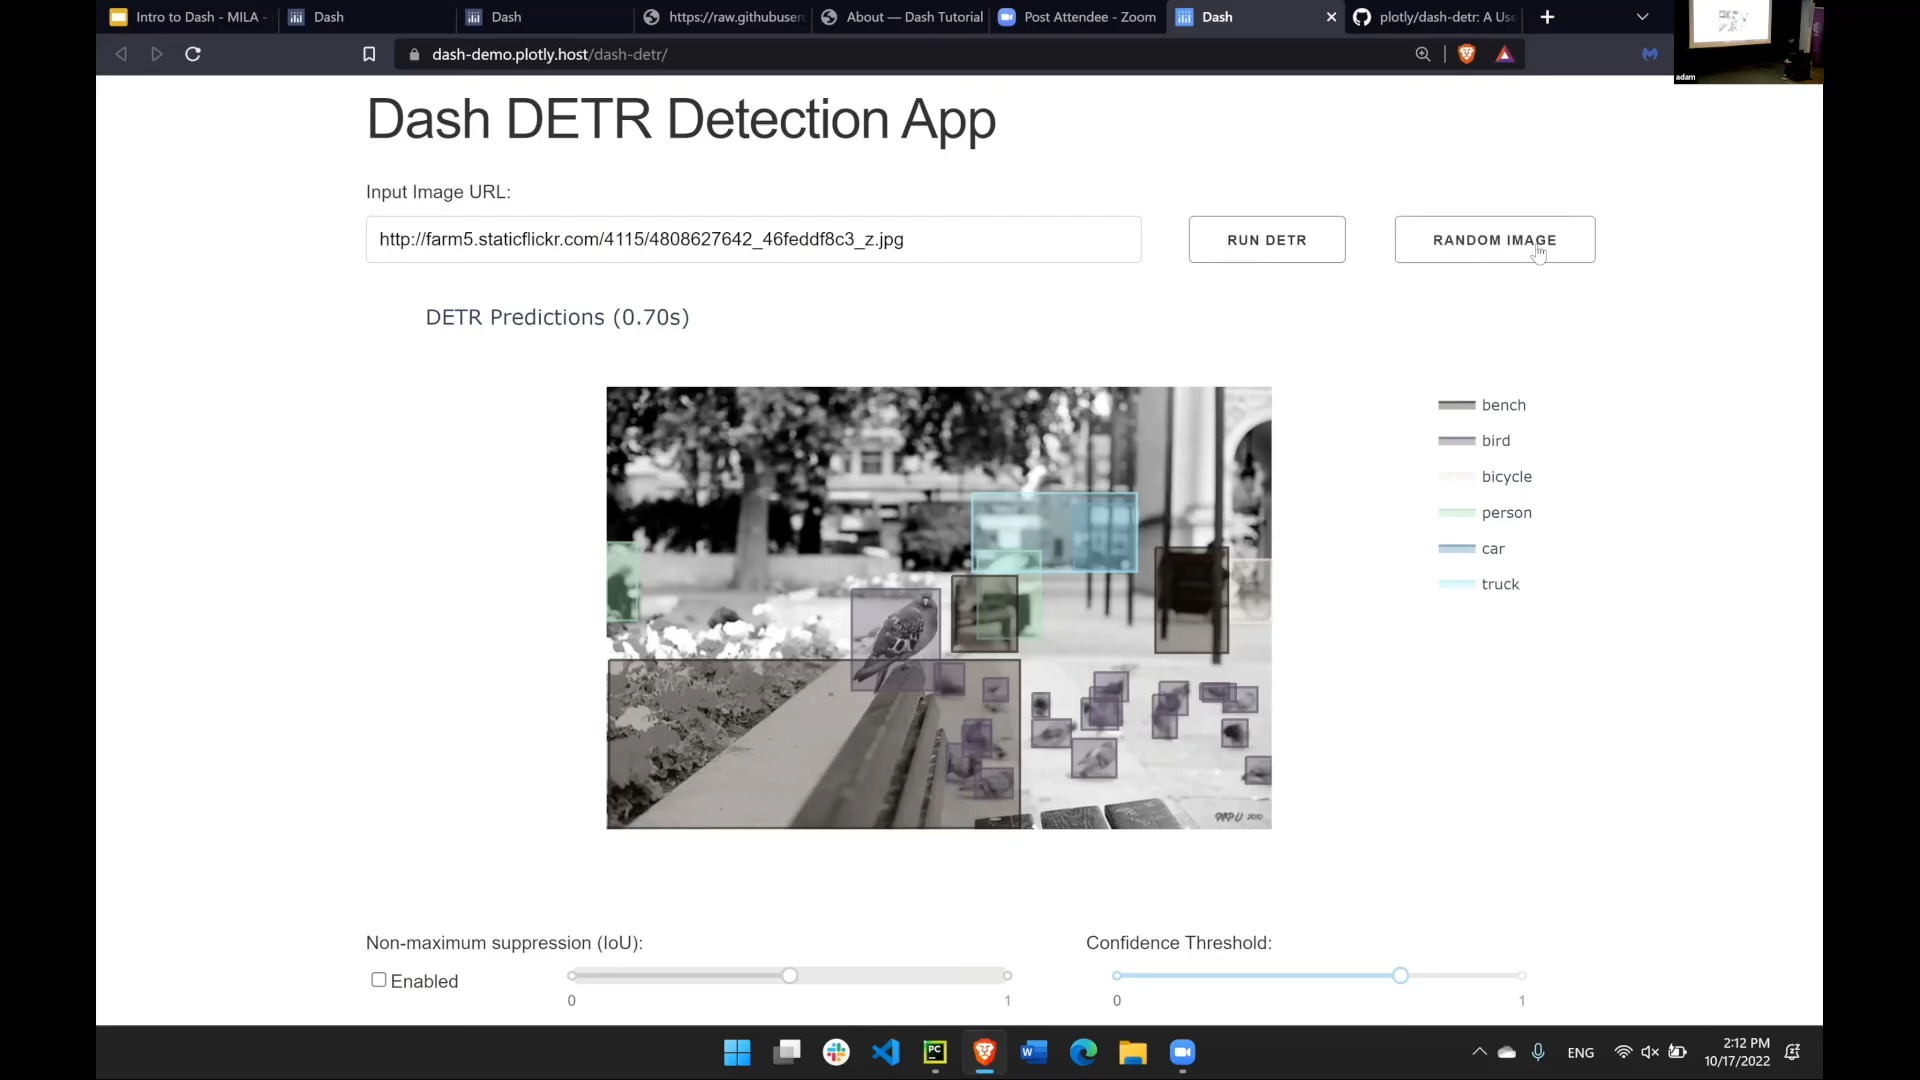 Intro to Dash - MILA -
Dash
Dash
https://raw.githubuserc
About — Dash Tutorial
Post Attendee - Zoom
Dash
plotly/dash-detr: A Use
dash-demo.plotly.host/dash-detr/
adam
Dash DETR Detection App
Input Image URL:
http://farm5.staticflickr.com/4115/4808627642_46feddf8c3_z.jpg
RUN DETR
RANDOM IMAGE
DETR Predictions (0.70s)
bench
bird
bicycle
person
car
truck
2010
Non-maximum suppression (IoU):
Enabled
0
1
Confidence Threshold:
0
1
ENG
2:12 PM
10/17/2022